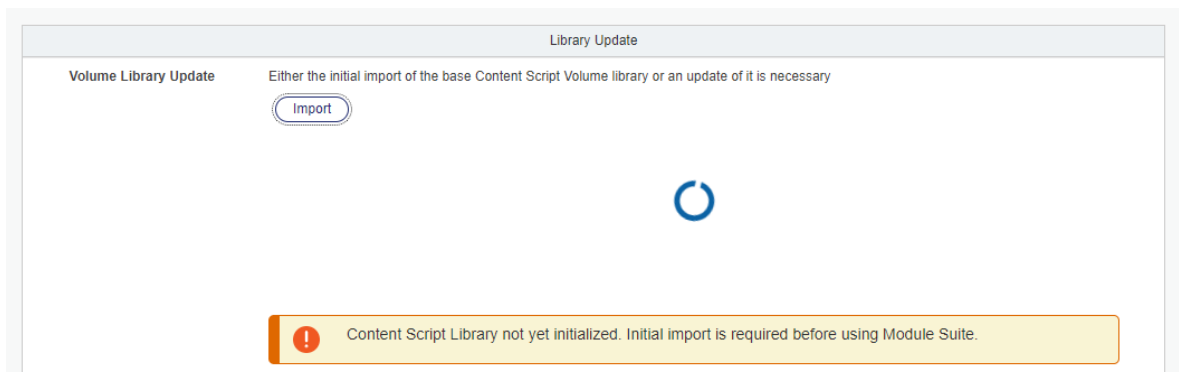 Library Update
Volume Library Update
Either the initial import of the base Content Script Volume library or an update of it is necessary
Import
Content Script Library not yet initialized. Initial import is required before using Module Suite.